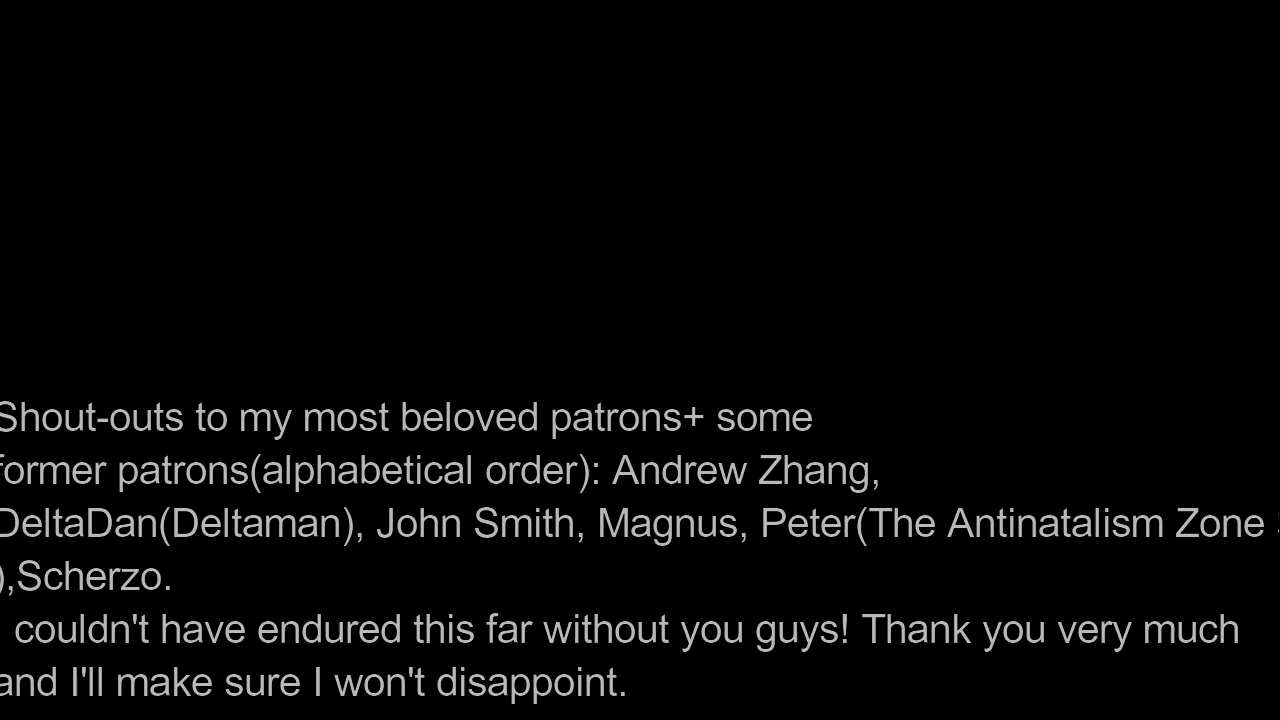 Shout-outs to my most beloved patrons+ some
former patrons(alphabetical order): Andrew Zhang,
DeltaDan(Deltaman), John Smith, Magnus, Peter(The Antinatalism Zone
),Scherzo.
couldn't have endured this far without you guys! Thank you very much
and I'll make sure I won't disappoint.